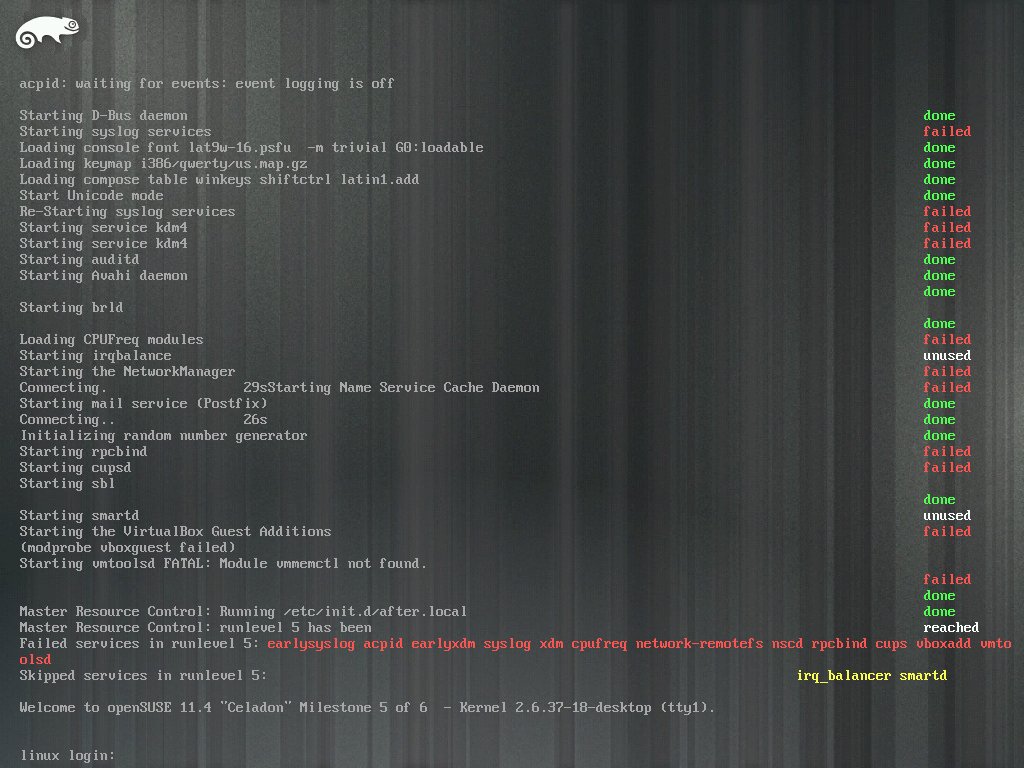 acpid: waiting for events: event logging is off
Starting D-Bus daemon done
Starting syslog services failed
Loading console font lat9w-16.psfu  -m trivial G0:loadable done
Loading keymap i386/qwerty/us.map.gz done
Loading compose table winkeys shiftctrl latin1.add done
Start Unicode mode done
Re-Starting syslog services failed
Starting service kdm4 failed
Starting service kdm4 failed
Starting auditd done
Starting Avahi daemon done
done
Starting brld
done
Loading CPUFreq modules failed
Starting irqbalance unused
Starting the NetworkManager failed
Connecting. 29sStarting Name Service Cache Daemon failed
Starting mail service (Postfix) done
Connecting.. 26s done
Initializing random number generator done
Starting rpcbind failed
Starting cupsd failed
Starting sbl
done
Starting smartd unused
Starting the VirtualBox Guest Additions failed
(modprobe vboxguest failed)
Starting vmtoolsd FATAL: Module vmmemctl not found.
failed
done
Master Resource Control: Running /etc/init.d/after.local done
Master Resource Control: runlevel 5 has been reached
Failed services in runlevel 5: earlysyslog acpid earlyxdm syslog xdm cpufreq network-remotefs nscd rpcbind cups vboxadd vmto
olsd
Skipped services in runlevel 5: irq_balancer smartd
Welcome to openSUSE 11.4 "Celadon" Milestone 5 of 6  - Kernel 2.6.37-18-desktop (tty1).
linux login: